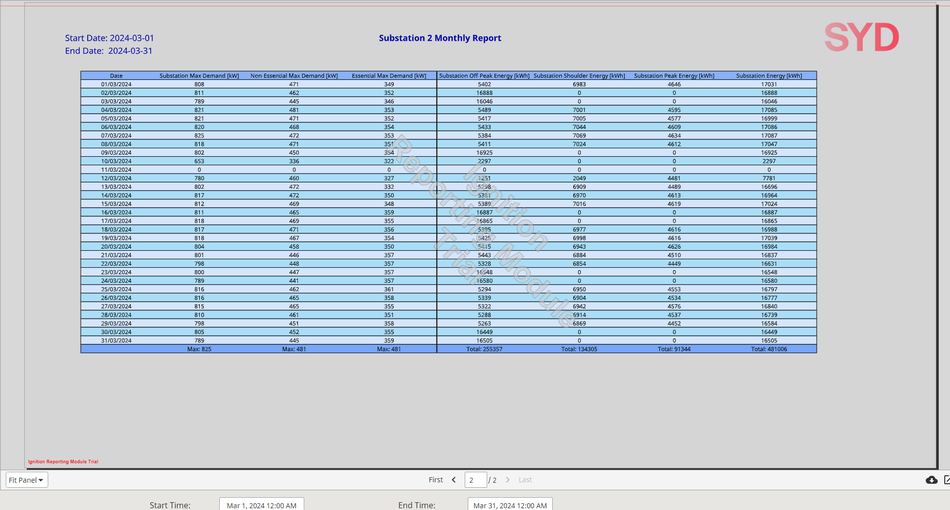 Start Date: 2024-03-01
Substation 2 Monthly Report
SYD
End Date: 2024-03-31
Date Substation Max Demand [kW] Non Essential Max Demand [kW] Essential Max Demand [kW] Substation Off Peak Energy [kWh] Substation Shoulder Energy [kWh] Substation Peak Energy [kWh] Substation Energy [kWh]
01/03/2024 808 471 349 5402 6983 4646 17031
02/03/2024 811 462 352 16888 0 0 16888
03/03/2024 789 445 346 16046 0 0 16046
04/03/2024 821 481 353 5489 7001 4595 17085
05/03/2024 821 471 352 5417 7005 4577 16999
06/03/2024 820 468 354 5433 7044 4609 17086
07/03/2024 825 472 353 5384 7069 4634 17087
08/03/2024 818 471 351 5411 7024 4612 17047
09/03/2024 802 450 354 16925 0 0 16925
10/03/2024 653 336 322 2297 0 0 2297
11/03/2024 0 0 0 0 0 0 0
12/03/2024 780 460 327 1251 2049 4481 7781
13/03/2024 802 472 332 5298 6909 4489 16696
14/03/2024 817 472 350 5381 6970 4613 16964
15/03/2024 812 469 348 5389 7016 4619 17024
16/03/2024 811 465 359 16887 0 0 16887
17/03/2024 818 469 355 16865 0 0 16865
18/03/2024 817 471 356 5395 6977 4616 16988
19/03/2024 818 467 354 5425 6998 4616 17039
20/03/2024 804 458 350 5415 6943 4626 16984
21/03/2024 801 446 357 5443 6884 4510 16837
22/03/2024 798 448 357 5328 6854 4449 16631
23/03/2024 800 447 357 16548 0 0 16548
24/03/2024 789 441 357 16580 0 0 16580
25/03/2024 816 462 361 5294 6950 4553 16797
26/03/2024 816 465 358 5339 6904 4534 16777
27/03/2024 815 465 355 5322 6942 4576 16840
28/03/2024 810 461 351 5288 6914 4537 16739
29/03/2024 798 451 358 5263 6869 4452 16584
30/03/2024 805 452 355 16449 0 0 16449
31/03/2024 789 445 359 16505 0 0 16505
Max: 825 Max: 481 Max: 481 Total: 255357 Total: 134305 Total: 91344 Total: 481006
Ignition
Reporting Module
Trial
Ignition Reporting Module Trial
Fit Panel
First 2 / 2 Last
Start Time: Mar 1, 2024 12:00 AM End Time: Mar 31, 2024 12:00 AM